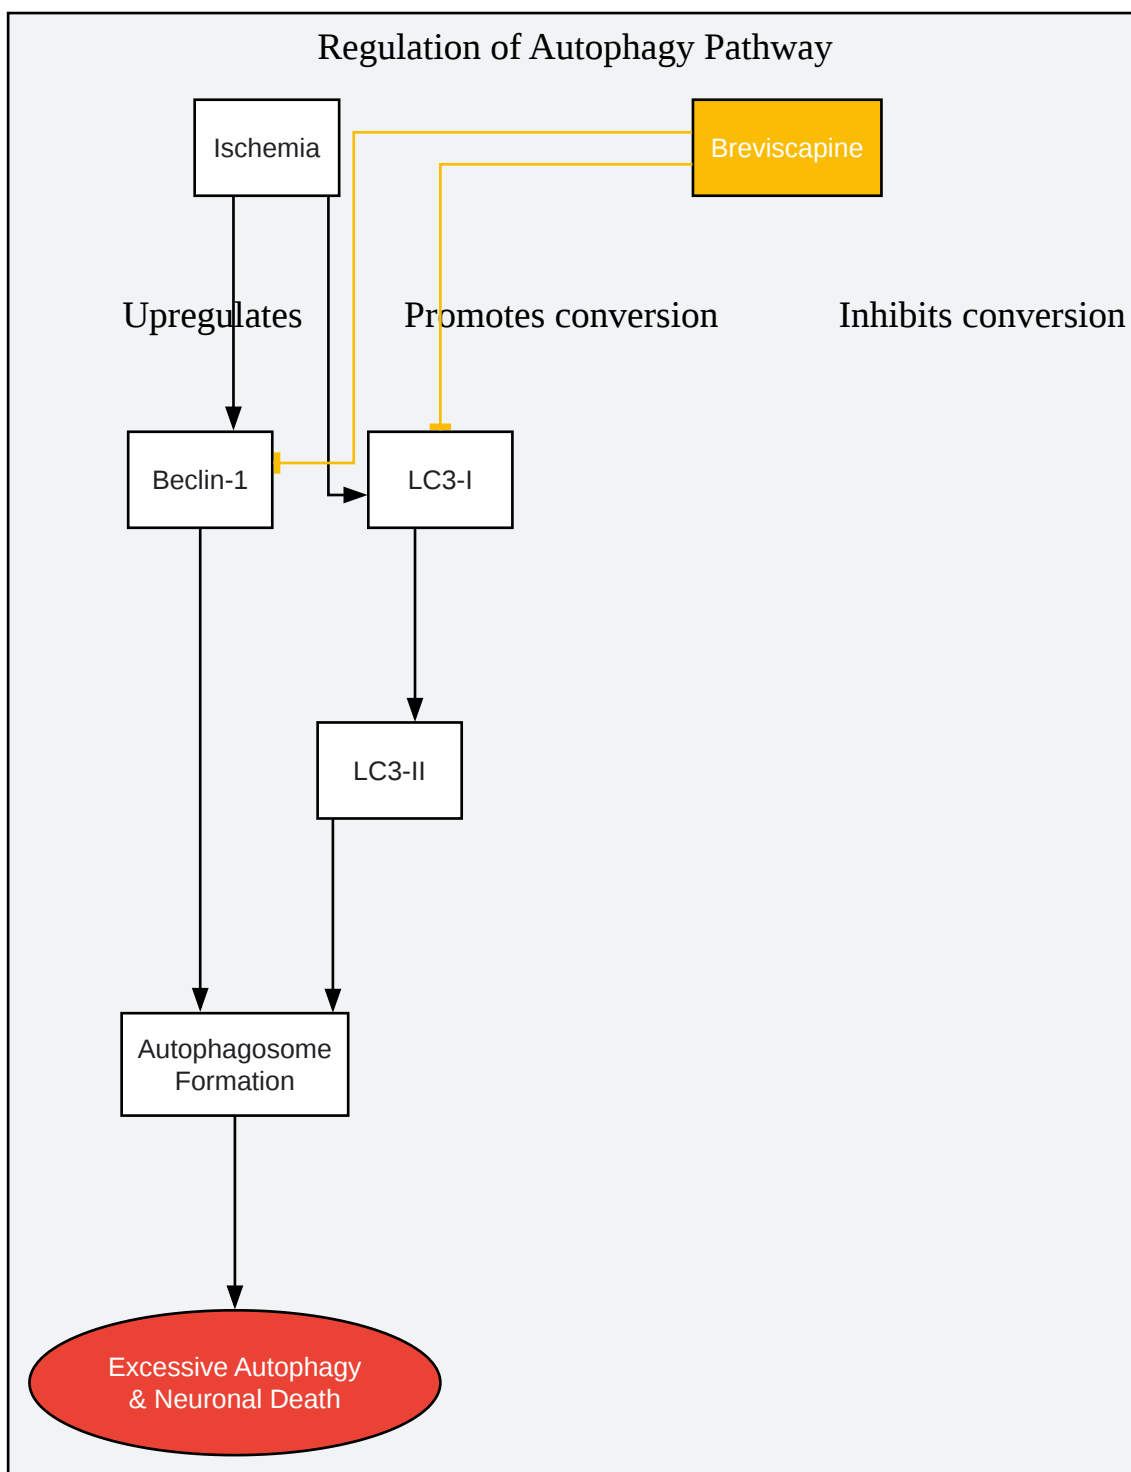 Regulation of Autophagy Pathway
Ischemia
Breviscapine
Upregulates
Promotes conversion
Inhibits conversion
Beclin-1
LC3-I
LC3-II
Autophagosome
Formation
Excessive Autophagy
& Neuronal Death